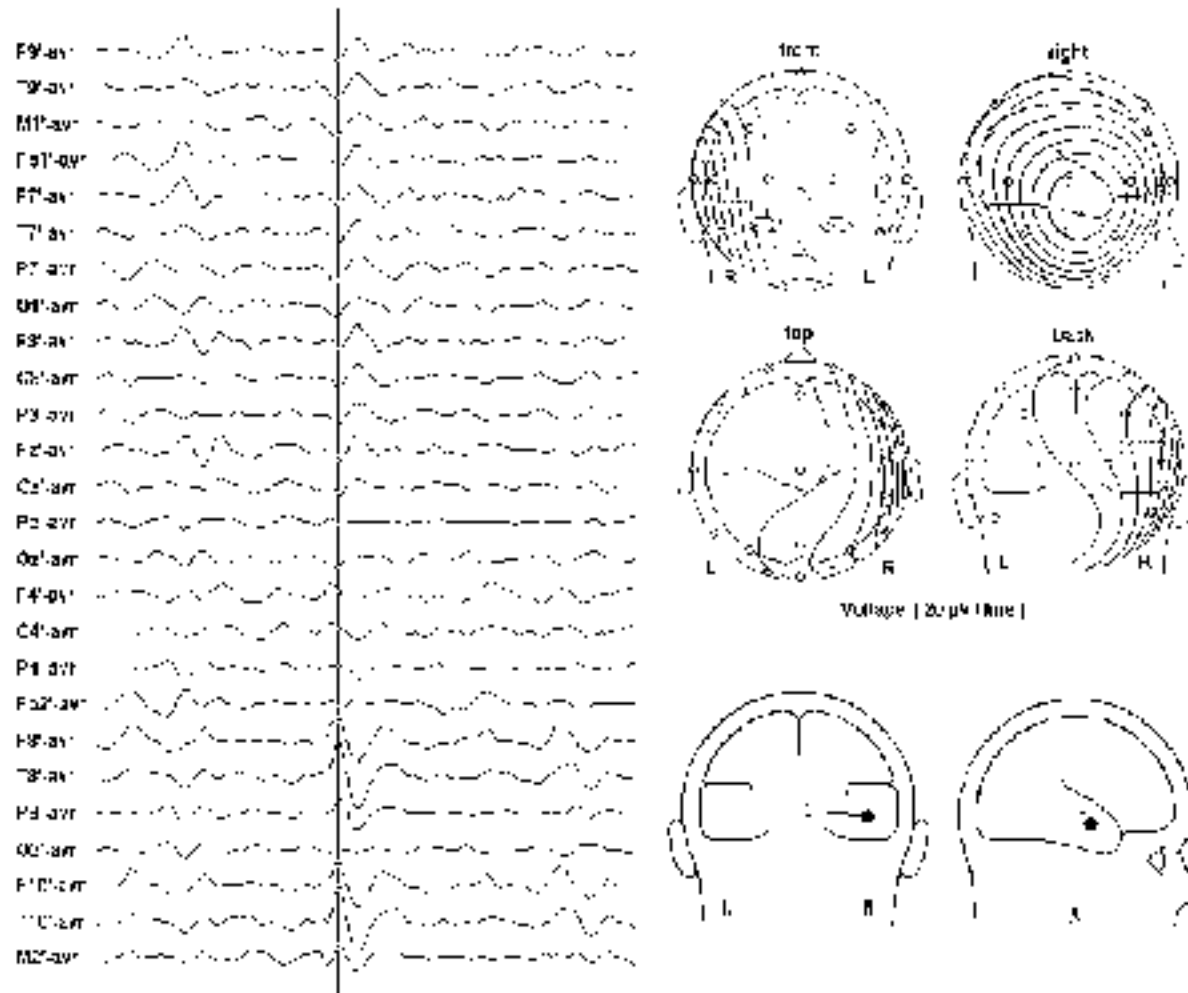 F9'-avr
T9'-avr
M1'-avr
Fp1'-avr
F7'-avr
T7'-avr
P7'-avr
O1'-avr
F3'-avr
C3'-avr
P3'-avr
Fz'-avr
Cz'-avr
Pz'-avr
Oz'-avr
F4'-avr
C4'-avr
P4'-avr
Fp2'-avr
F8'-avr
T8'-avr
P8'-avr
O2'-avr
F10'-avr
T10'-avr
M2'-avr
front
right
R
L
top
back
L
R
L
R
Voltage [ 20 µV / line ]
L
R